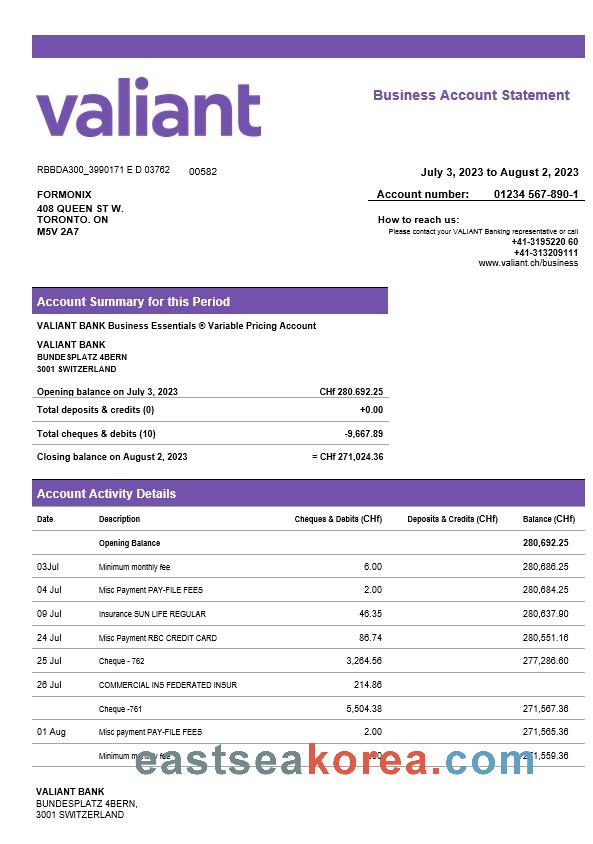 valiant
Business Account Statement
RBBDA300_3990171 E D 03762 00582
July 3, 2023 to August 2, 2023
FORMONIX
Account number: 01234 567-890-1
408 QUEEN ST W.
TORONTO. ON
M5V 2A7
How to reach us:
Please contact your VALIANT Banking representative or call
+41-3195220 60
+41-313209111
www.valiant.ch/business
Account Summary for this Period
VALIANT BANK Business Essentials ® Variable Pricing Account
VALIANT BANK
BUNDESPLATZ 4BERN
3001 SWITZERLAND
Opening balance on July 3, 2023 CHf 280.692.25
Total deposits & credits (0) +0.00
Total cheques & debits (10) -9,667.89
Closing balance on August 2, 2023 = CHf 271,024.36
Account Activity Details
Date Description Cheques & Debits (CHf) Deposits & Credits (CHf) Balance (CHf)
Opening Balance 280,692.25
03Jul Minimum monthly fee 6.00 280,686.25
04 Jul Misc Payment PAY-FILE FEES 2.00 280,684.25
09 Jul Insurance SUN LIFE REGULAR 46.35 280,637.90
24 Jul Misc Payment RBC CREDIT CARD 86.74 280,551.16
25 Jul Cheque - 762 3,264.56 277,286.60
26 Jul COMMERCIAL INS FEDERATED INSUR 214.86
Cheque -761 5,504.38 271,567.36
01 Aug Misc payment PAY-FILE FEES 2.00 271,565.36
Minimum monthly fee
eastseakorea.com
VALIANT BANK
BUNDESPLATZ 4BERN,
3001 SWITZERLAND